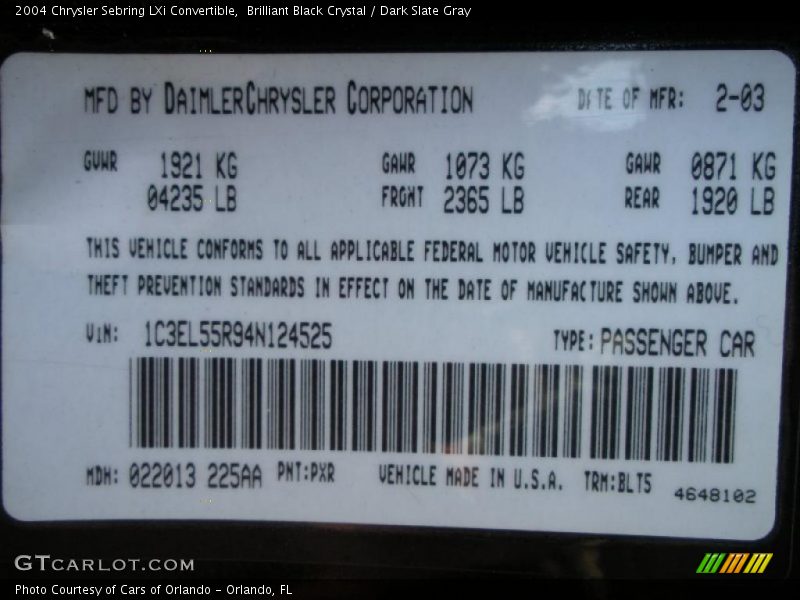 2004 Chrysler Sebring LXi Convertible,  Brilliant Black Crystal / Dark Slate Gray
MFD BY DAIMLERCHRYSLER CORPORATION DATE OF MFR: 2-03
GVWR 1921 KG GAWR 1073 KG GAWR 0871 KG
04235 LB FRONT 2365 LB REAR 1920 LB
THIS VEHICLE CONFORMS TO ALL APPLICABLE FEDERAL MOTOR VEHICLE SAFETY, BUMPER AND
THEFT PREVENTION STANDARDS IN EFFECT ON THE DATE OF MANUFACTURE SHOWN ABOVE.
VIN: 1C3EL55R94N124525 TYPE: PASSENGER CAR
MDH: 022013 225AA PNT:PXR VEHICLE MADE IN U.S.A. TRM:BLT5 4648102
GTCARLOT.COM
Photo Courtesy of Cars of Orlando - Orlando, FL